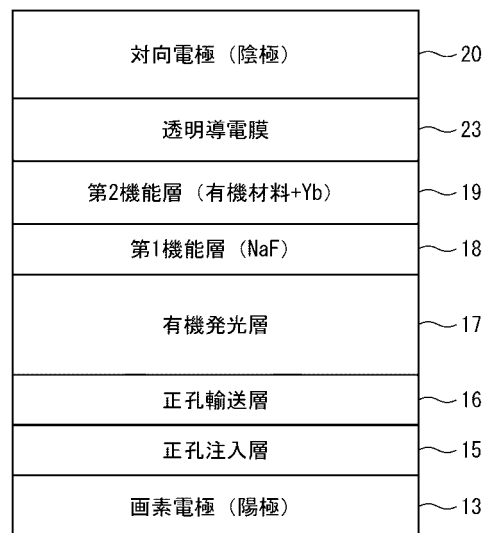 対向電極（陰極） 20
透明導電膜 23
第2機能層（有機材料+Yb） 19
第1機能層（NaF） 18
有機発光層 17
正孔輸送層 16
正孔注入層 15
画素電極（陽極） 13